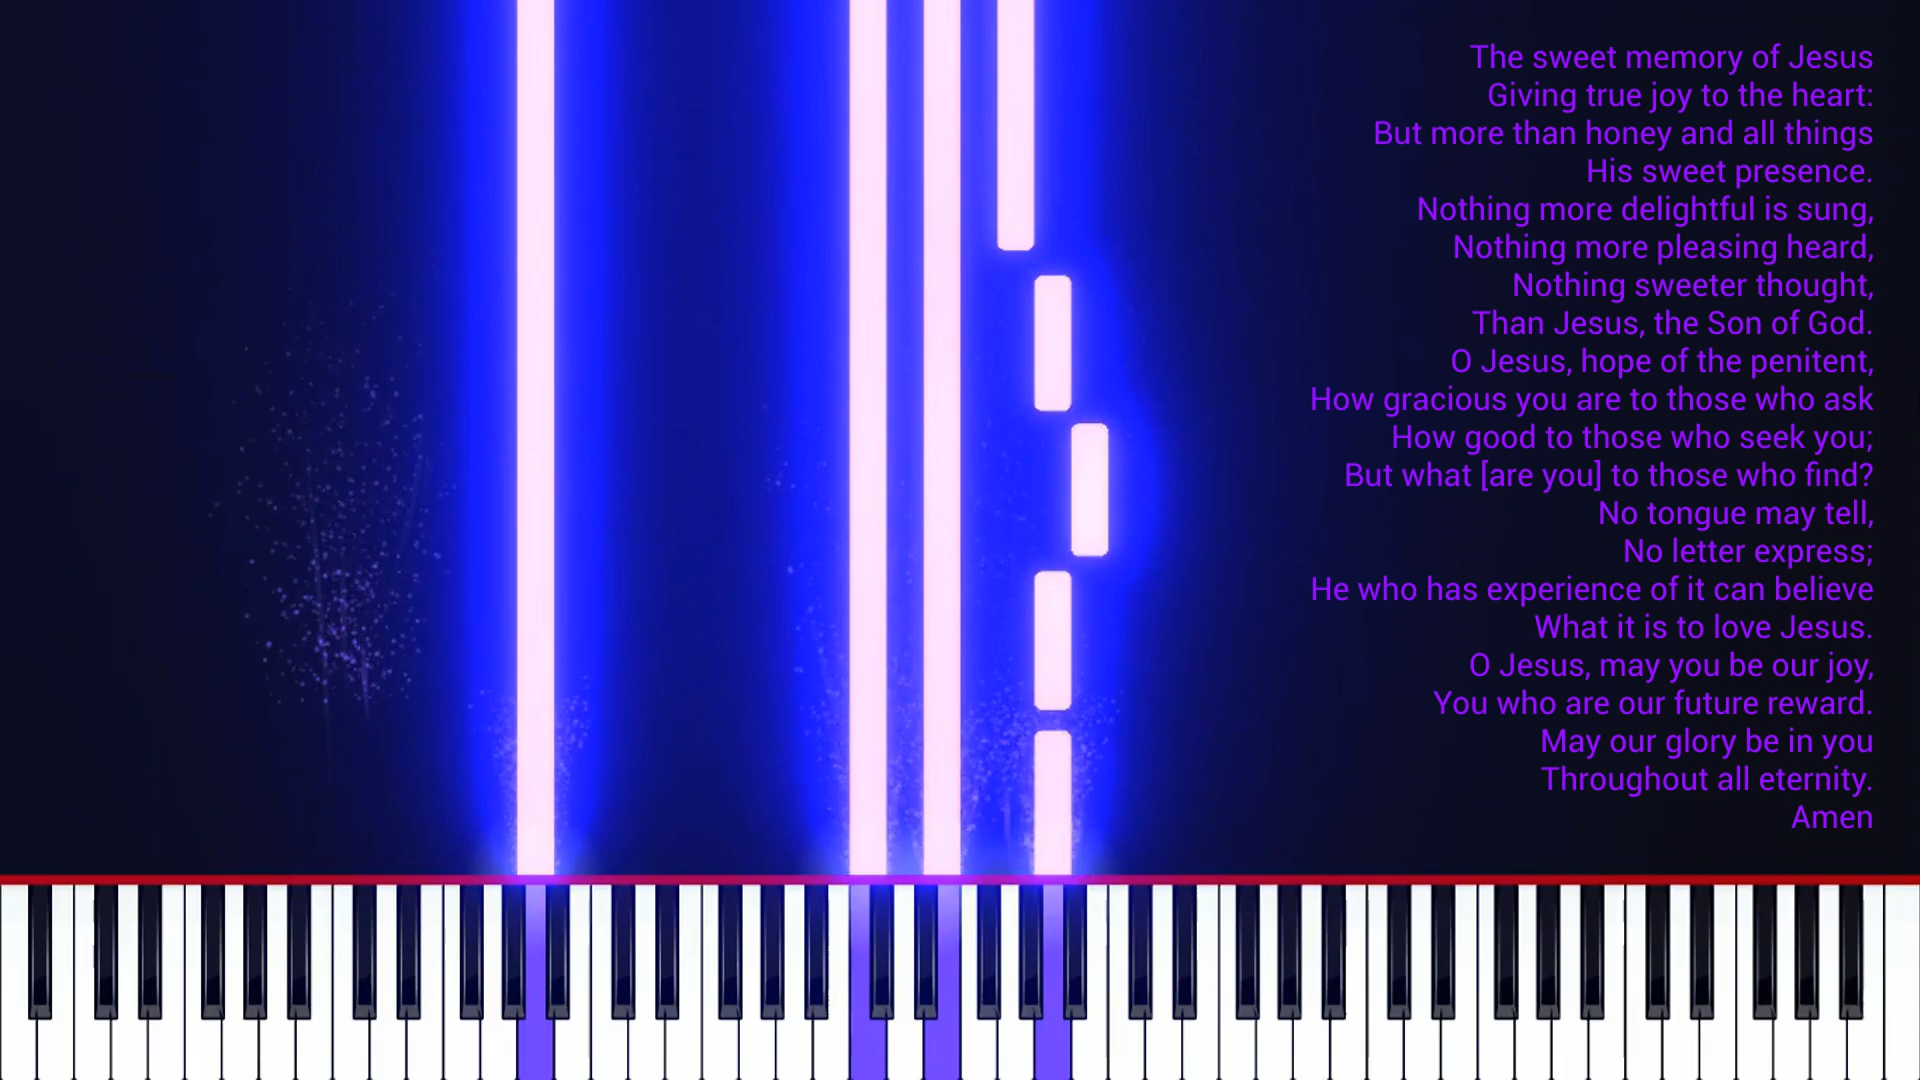 The sweet memory of Jesus
Giving true joy to the heart:
But more than honey and all things
His sweet presence.
Nothing more delightful is sung,
Nothing more pleasing heard,
Nothing sweeter thought,
Than Jesus, the Son of God.
O Jesus, hope of the penitent,
How gracious you are to those who ask
How good to those who seek you;
But what [are you] to those who find?
No tongue may tell,
No letter express;
He who has experience of it can believe
What it is to love Jesus.
O Jesus, may you be our joy,
You who are our future reward.
May our glory be in you
Throughout all eternity.
Amen